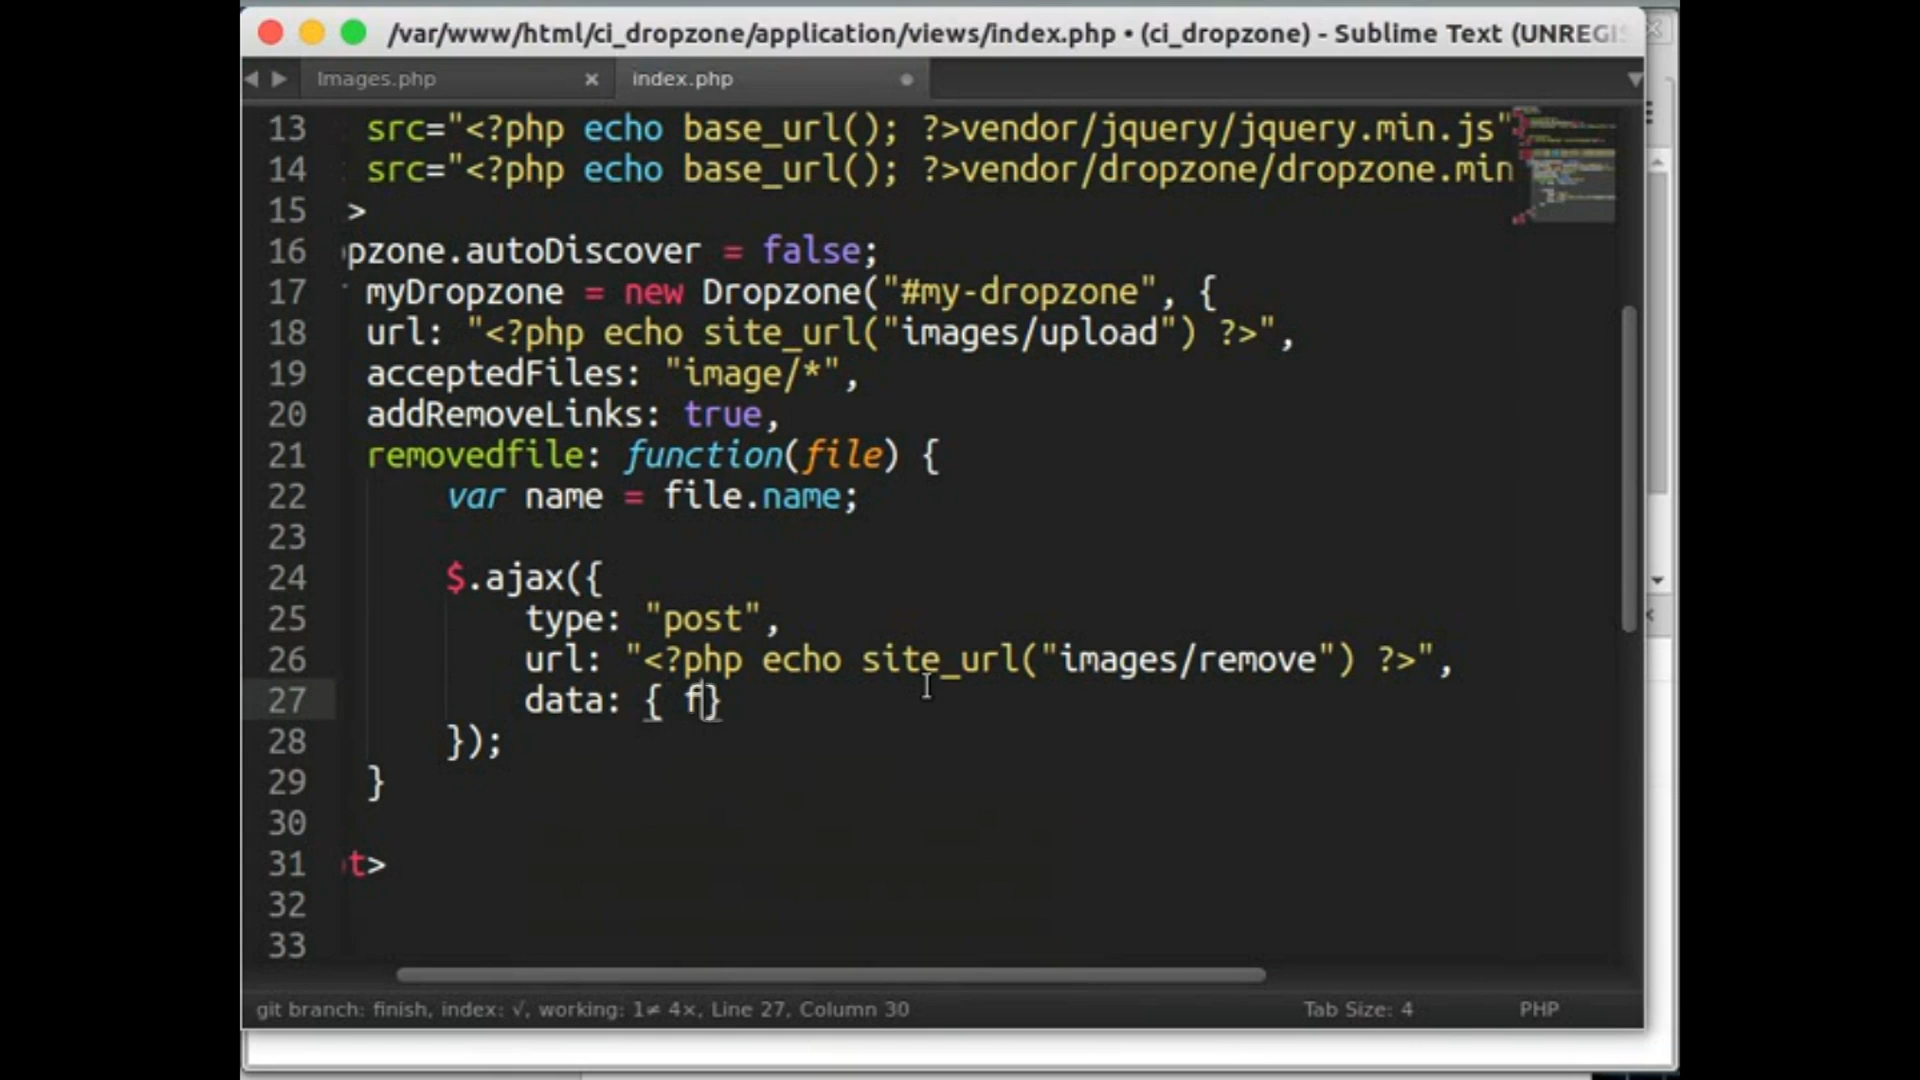 /var/www/html/ci_dropzone/application/views/index.php • (ci_dropzone) - Sublime Text (UNREGI
Images.php × index.php
13 src="<?php echo base_url(); ?>vendor/jquery/jquery.min.js"
14 src="<?php echo base_url(); ?>vendor/dropzone/dropzone.min
15 >
16 pzone.autoDiscover = false;
17 myDropzone = new Dropzone("#my-dropzone", {
18 url: "<?php echo site_url("images/upload") ?>",
19 acceptedFiles: "image/*",
20 addRemoveLinks: true,
21 removedfile: function(file) {
22 var name = file.name;
23
24 $.ajax({
25 type: "post",
26 url: "<?php echo site_url("images/remove") ?>",
27 data: { f}
28 });
29 }
30
31 t>
32
33
git branch: finish, index: √, working: 1≠ 4×, Line 27, Column 30 Tab Size: 4 PHP